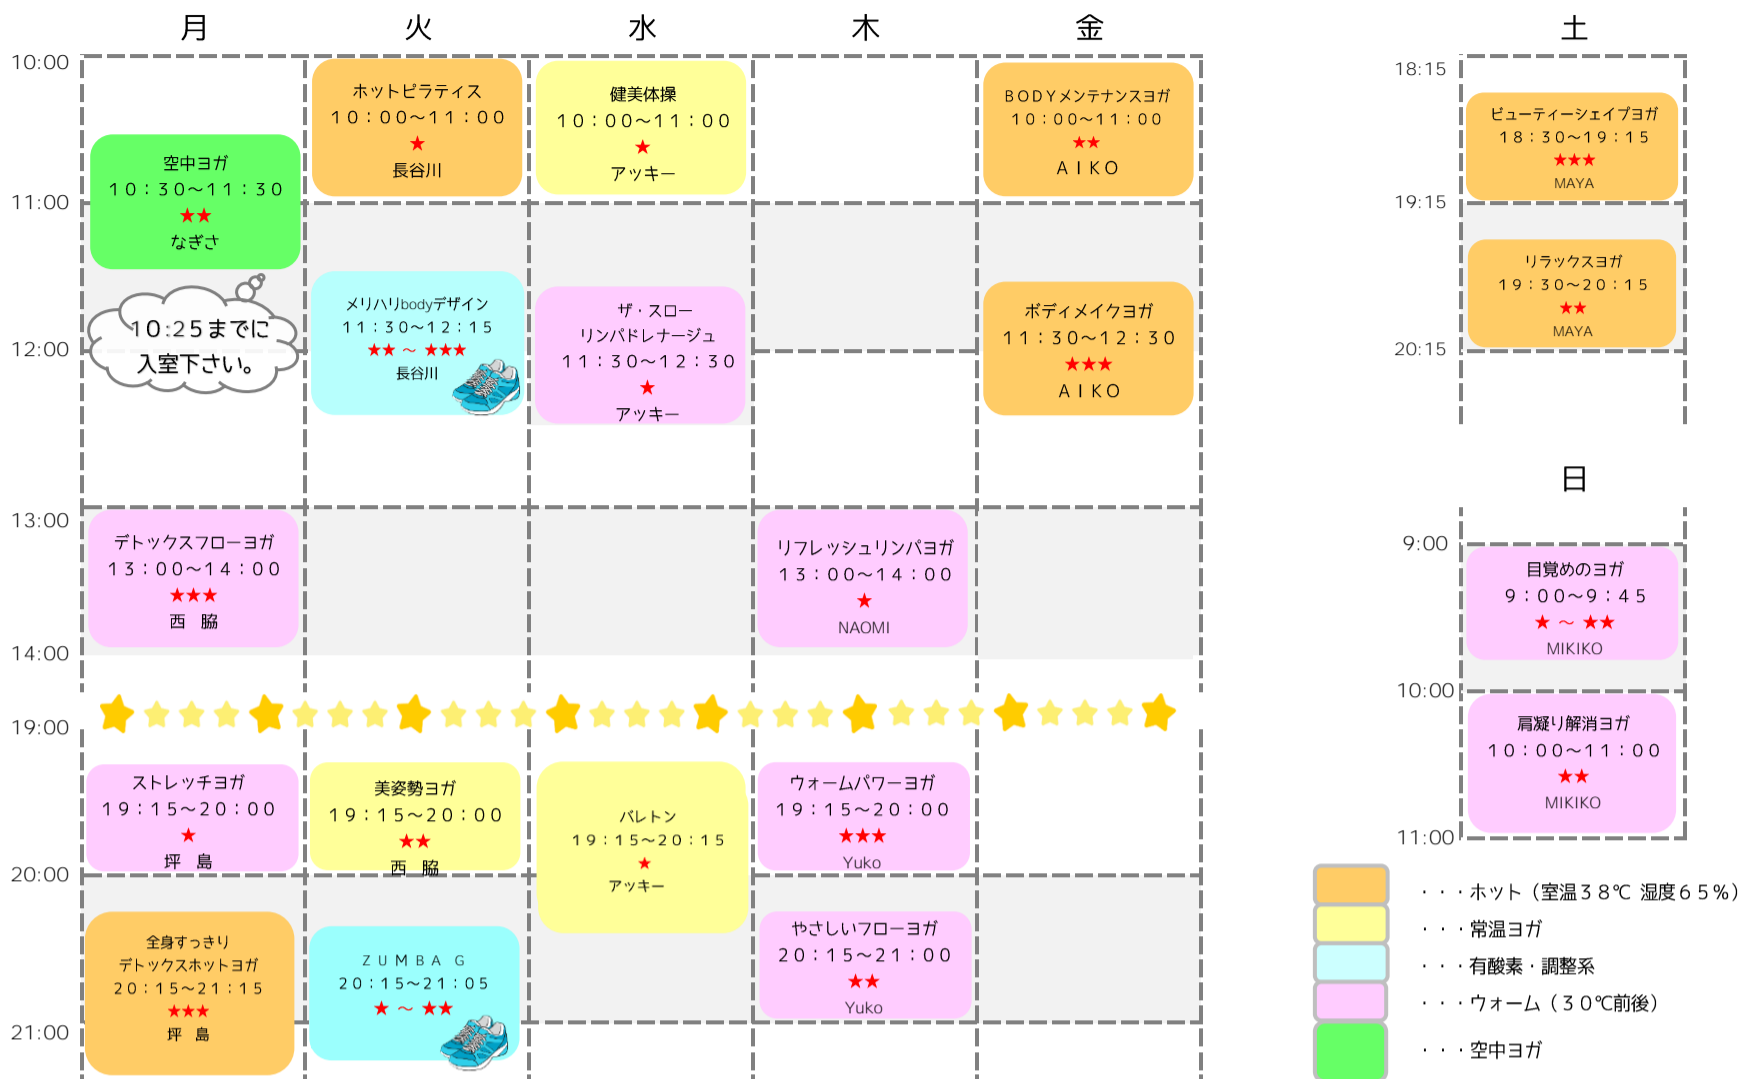 月
火
水
木
金
土
10:00
11:00
12:00
13:00
14:00
19:00
20:00
21:00
空中ヨガ
10：30〜11：30
★★
なぎさ
10:25までに
入室下さい。
デトックスフローヨガ
13：00〜14：00
★★★
西　脇
ストレッチヨガ
19：15〜20：00
★
坪　島
全身すっきり
デトックスホットヨガ
20：15〜21：15
★★★
坪　島
ホットピラティス
10：00〜11：00
★
長谷川
メリハリbodyデザイン
11：30〜12：15
★★ 〜 ★★★
長谷川
美姿勢ヨガ
19：15〜20：00
★★
西　脇
ＺＵＭＢＡ Ｇ
20：15〜21：05
★ 〜 ★★
健美体操
10：00〜11：00
★
アッキー
ザ・スロー
リンパドレナージュ
11：30〜12：30
★
アッキー
バレトン
19：15〜20：15
★
アッキー
リフレッシュリンパヨガ
13：00〜14：00
★
NAOMI
ウォームパワーヨガ
19：15〜20：00
★★★
Yuko
やさしいフローヨガ
20：15〜21：00
★★
Yuko
ＢＯＤＹメンテナンスヨガ
10：00〜11：00
★★
ＡＩＫＯ
ボディメイクヨガ
11：30〜12：30
★★★
ＡＩＫＯ
18:15
19:15
20:15
ビューティーシェイプヨガ
18：30〜19：15
★★★
MAYA
リラックスヨガ
19：30〜20：15
★★
MAYA
日
9:00
10:00
11:00
目覚めのヨガ
9：00〜9：45
★ 〜 ★★
MIKIKO
肩凝り解消ヨガ
10：00〜11：00
★★
MIKIKO
・・・ホット（室温３８℃ 湿度６５％）
・・・常温ヨガ
・・・有酸素・調整系
・・・ウォーム（３０℃前後）
・・・空中ヨガ